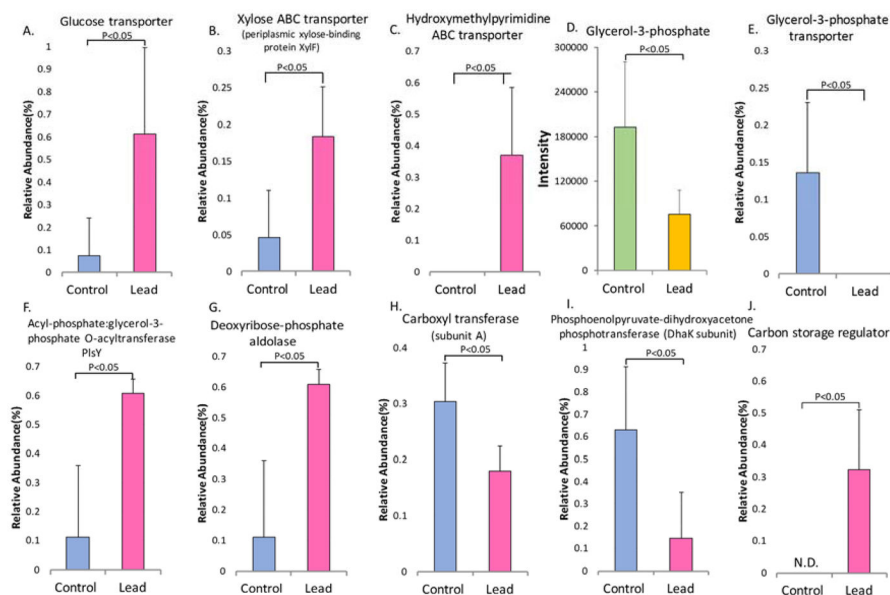 A.
Glucose transporter
P<0.05
Relative Abundance(%)
1
0.9
0.8
0.7
0.6
0.5
0.4
0.3
0.2
0.1
0
Control Lead
B.
Xylose ABC transporter
(periplasmic xylose-binding
protein XylF)
P<0.05
Relative Abundance(%)
0.3
0.25
0.2
0.15
0.1
0.05
0
Control Lead
C.
Hydroxymethylpyrimidine
ABC transporter
P<0.05
Relative Abundance(%)
0.7
0.6
0.5
0.4
0.3
0.2
0.1
0
Control Lead
D.
Glycerol-3-phosphate
P<0.05
Intensity
300000
240000
180000
120000
60000
0
Control Lead
E.
Glycerol-3-phosphate
transporter
P<0.05
Relative Abundance(%)
0.3
0.25
0.2
0.15
0.1
0.05
0
Control Lead
F.
Acyl-phosphate:glycerol-3-
phosphate O-acyltransferase
PlsY
P<0.05
Relative Abundance(%)
0.7
0.6
0.5
0.4
0.3
0.2
0.1
0
Control Lead
G.
Deoxyribose-phosphate
aldolase
P<0.05
Relative Abundance(%)
0.7
0.6
0.5
0.4
0.3
0.2
0.1
0
Control Lead
H.
Carboxyl transferase
(subunit A)
P<0.05
Relative Abundance(%)
0.4
0.3
0.2
0.1
0
Control Lead
I.
Phosphoenolpyruvate-dihydroxyacetone
phosphotransferase (DhaK subunit)
P<0.05
Relative Abundance(%)
1
0.9
0.8
0.7
0.6
0.5
0.4
0.3
0.2
0.1
0
Control Lead
J.
Carbon storage regulator
P<0.05
Relative Abundance(%)
0.7
0.6
0.5
0.4
0.3
0.2
0.1
0
N.D.
Control Lead